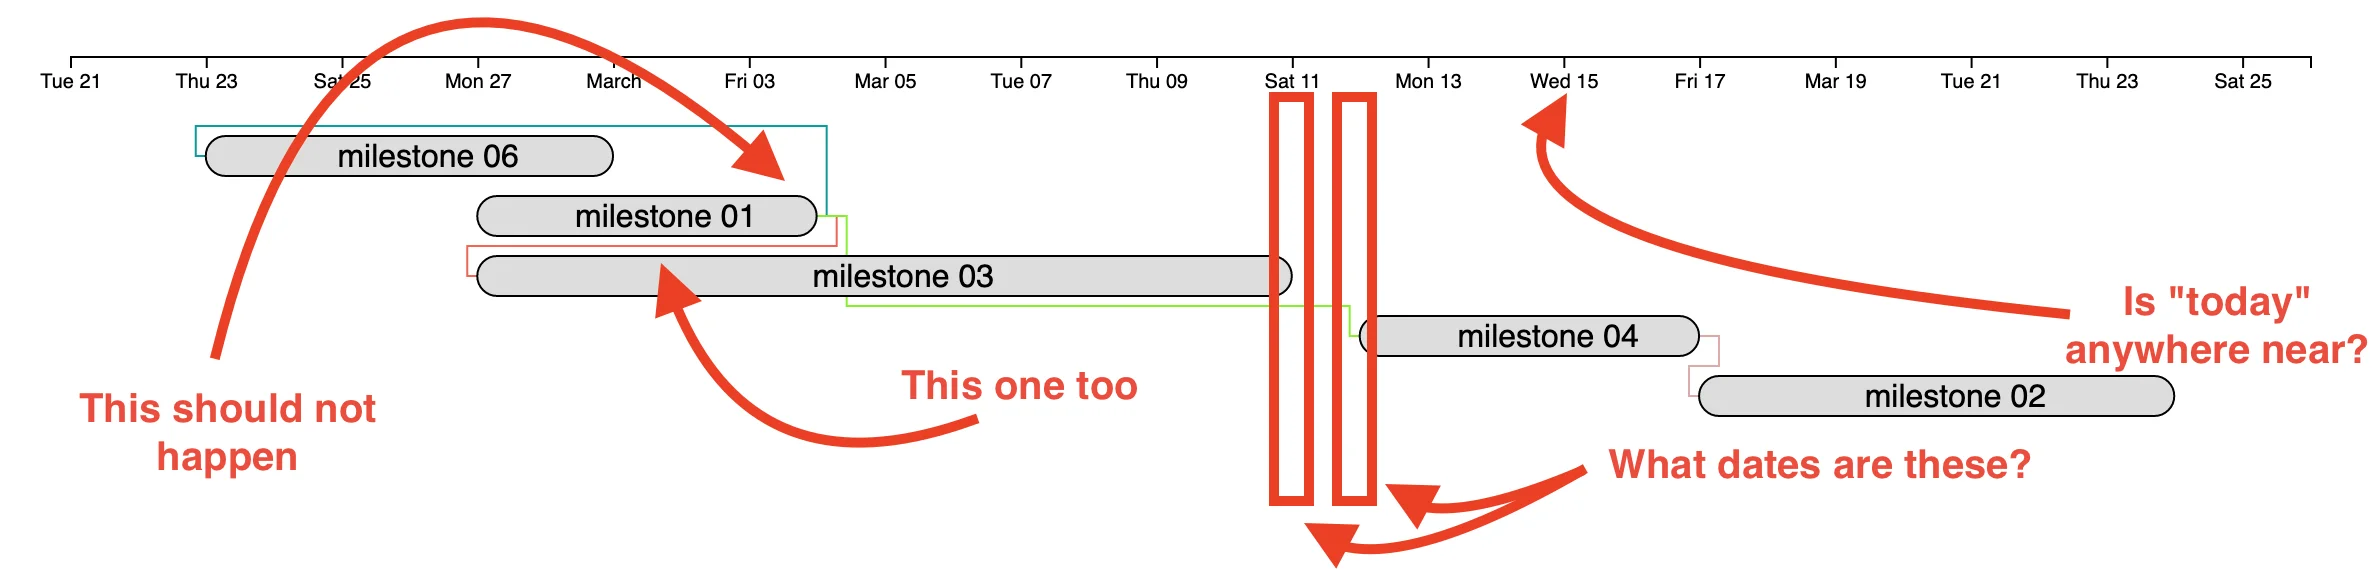 Tue 21 Thu 23 Sat 25 Mon 27 March Fri 03 Mar 05 Tue 07 Thu 09 Sat 11 Mon 13 Wed 15 Fri 17 Mar 19 Tue 21 Thu 23 Sat 25
milestone 06
milestone 01
milestone 03
milestone 04
milestone 02
This should not
happen
This one too
Is "today"
anywhere near?
What dates are these?